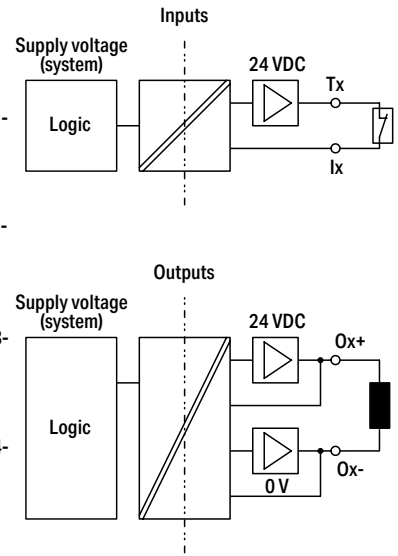 Inputs
Supply voltage
(system)
24 VDC
Tx
Logic
Ix
-
-
Outputs
Supply voltage
(system)
24 VDC
Ox+
Logic
Ox-
0 V